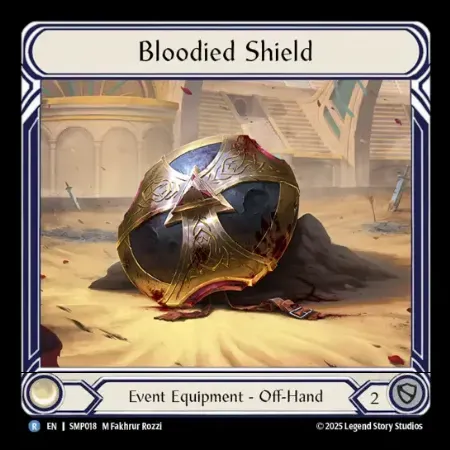 Bloodied Shield
Event Equipment - Off-Hand
2
R EN | SMP018 M Fakhrur Rozzi ©2025 Legend Story Studios